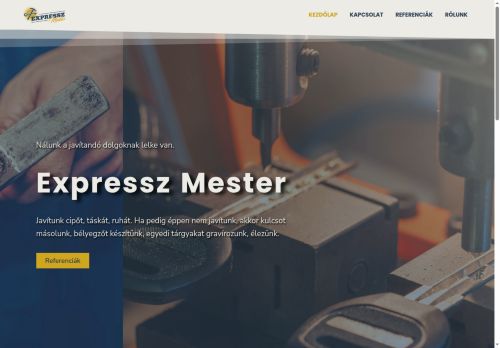 EXPRESSZ
Mester
KEZDŐLAP
KAPCSOLAT
REFERENCIÁK
RÓLUNK
Nálunk a javítandó dolgoknak lelke van.
Expressz Mester
Javítunk cipőt, táskát, ruhát. Ha pedig éppen nem javítunk, akkor kulcsot
másolunk, bélyegzőt készítünk, egyedi tárgyakat gravírozunk, élezünk.
Referenciák